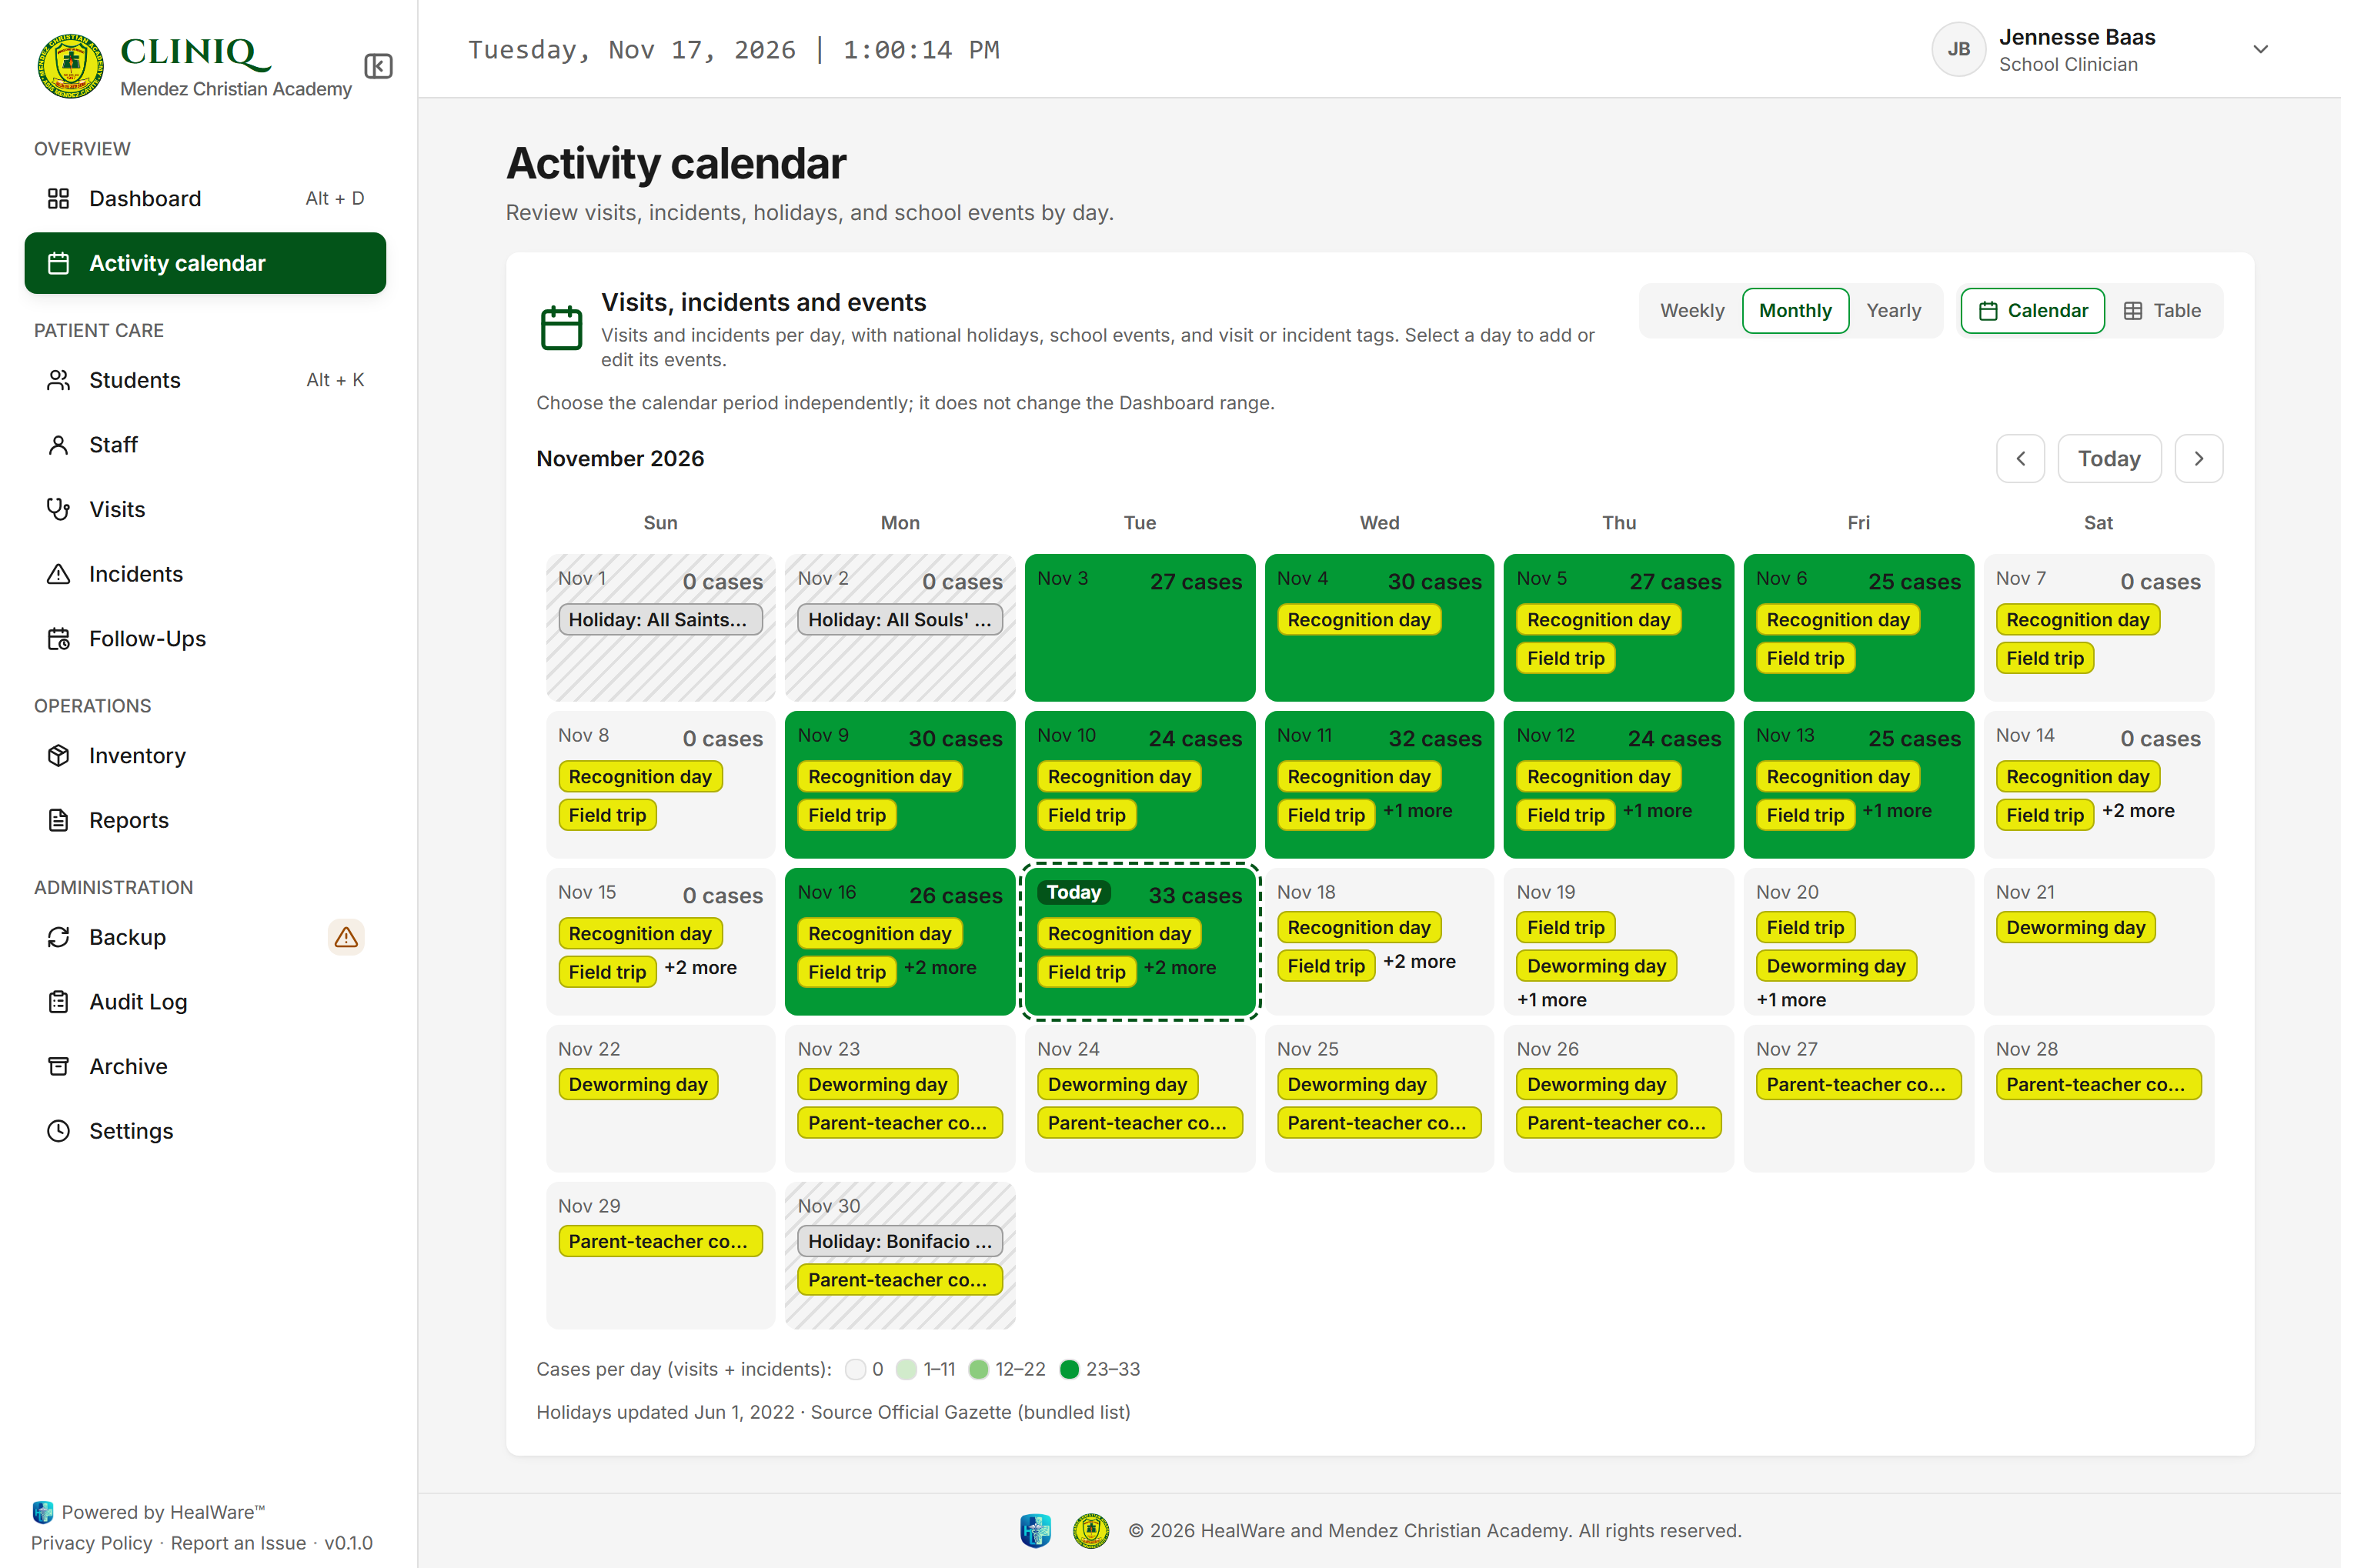 CLINIQ
Mendez Christian Academy
OVERVIEW
Dashboard Alt + D
Activity calendar
PATIENT CARE
Students Alt + K
Staff
Visits
Incidents
Follow-Ups
OPERATIONS
Inventory
Reports
ADMINISTRATION
Backup
Audit Log
Archive
Settings
Powered by HealWare™
Privacy Policy · Report an Issue · v0.1.0
Tuesday, Nov 17, 2026 | 1:00:14 PM
JB
Jennesse Baas
School Clinician
Activity calendar
Review visits, incidents, holidays, and school events by day.
Visits, incidents and events
Visits and incidents per day, with national holidays, school events, and visit or incident tags. Select a day to add or
edit its events.
Weekly Monthly Yearly
Calendar Table
Choose the calendar period independently; it does not change the Dashboard range.
November 2026
Today
Sun Mon Tue Wed Thu Fri Sat
Nov 1 0 cases
Holiday: All Saints...
Nov 2 0 cases
Holiday: All Souls' ...
Nov 3 27 cases
Nov 4 30 cases
Recognition day
Nov 5 27 cases
Recognition day
Field trip
Nov 6 25 cases
Recognition day
Field trip
Nov 7 0 cases
Recognition day
Field trip
Nov 8 0 cases
Recognition day
Field trip
Nov 9 30 cases
Recognition day
Field trip
Nov 10 24 cases
Recognition day
Field trip
Nov 11 32 cases
Recognition day
Field trip +1 more
Nov 12 24 cases
Recognition day
Field trip +1 more
Nov 13 25 cases
Recognition day
Field trip +1 more
Nov 14 0 cases
Recognition day
Field trip +2 more
Nov 15 0 cases
Recognition day
Field trip +2 more
Nov 16 26 cases
Recognition day
Field trip +2 more
Today 33 cases
Recognition day
Field trip +2 more
Nov 18
Recognition day
Field trip +2 more
Nov 19
Field trip
Deworming day
+1 more
Nov 20
Field trip
Deworming day
+1 more
Nov 21
Deworming day
Nov 22
Deworming day
Nov 23
Deworming day
Parent-teacher co...
Nov 24
Deworming day
Parent-teacher co...
Nov 25
Deworming day
Parent-teacher co...
Nov 26
Deworming day
Parent-teacher co...
Nov 27
Parent-teacher co...
Nov 28
Parent-teacher co...
Nov 29
Parent-teacher co...
Nov 30
Holiday: Bonifacio ...
Parent-teacher co...
Cases per day (visits + incidents): 0 1–11 12–22 23–33
Holidays updated Jun 1, 2022 · Source Official Gazette (bundled list)
© 2026 HealWare and Mendez Christian Academy. All rights reserved.